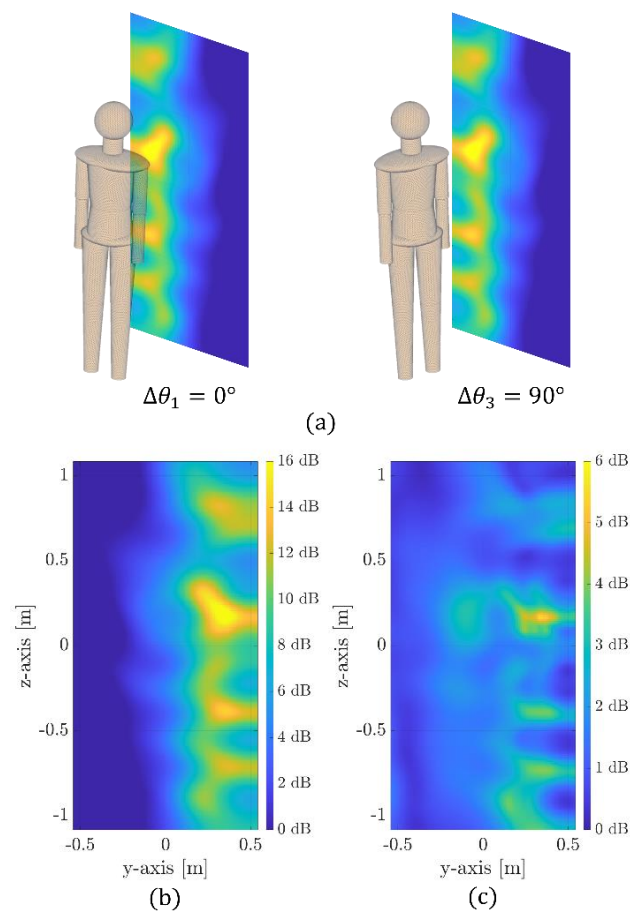 Δθ₁ = 0°
Δθ₃ = 90°
(a)
16 dB
14 dB
12 dB
10 dB
8 dB
6 dB
4 dB
2 dB
0 dB
1
0.5
0
-0.5
-1
z-axis [m]
-0.5
0
0.5
y-axis [m]
(b)
6 dB
5 dB
4 dB
3 dB
2 dB
1 dB
0 dB
1
0.5
0
-0.5
-1
z-axis [m]
-0.5
0
0.5
y-axis [m]
(c)